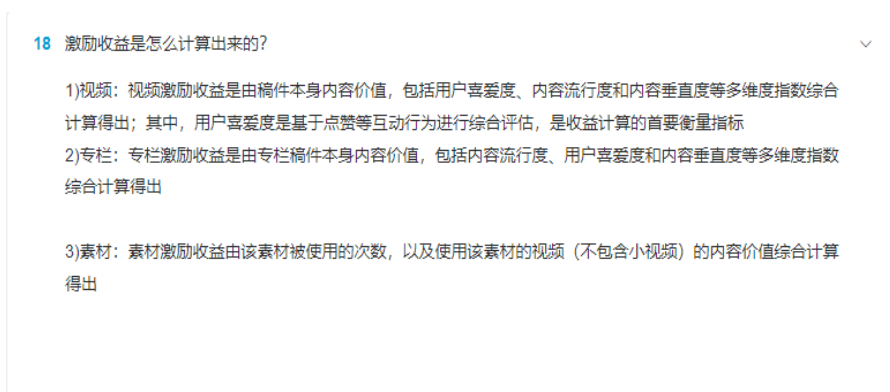 18 激励收益是怎么计算出来的?
1)视频：视频激励收益是由稿件本身内容价值，包括用户喜爱度、内容流行度和内容垂直度等多维度指数综合
计算得出；其中，用户喜爱度是基于点赞等互动行为进行综合评估，是收益计算的首要衡量指标
2)专栏：专栏激励收益是由专栏稿件本身内容价值，包括内容流行度、用户喜爱度和内容垂直度等多维度指数
综合计算得出
3)素材：素材激励收益由该素材被使用的次数，以及使用该素材的视频（不包含小视频）的内容价值综合计算
得出